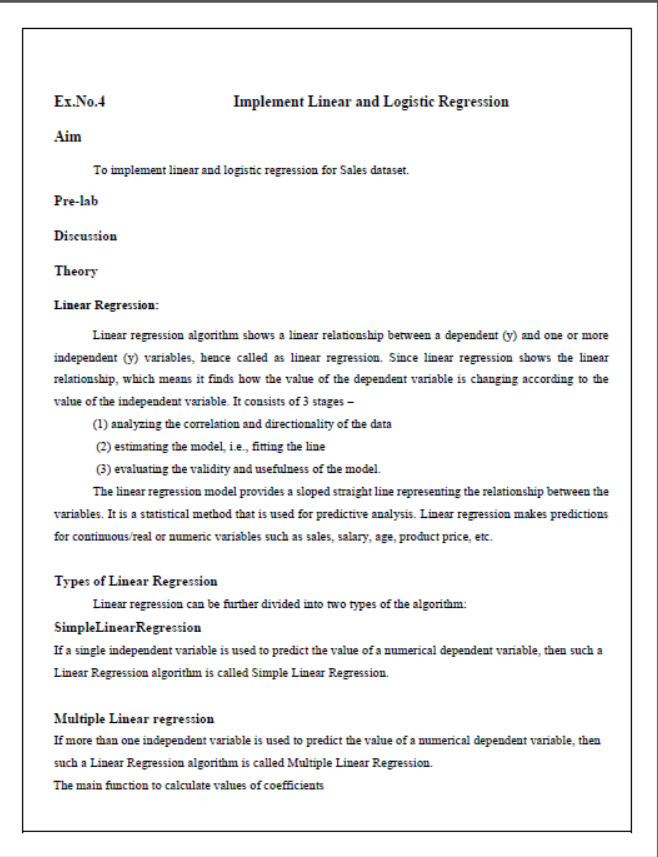 Ex.No.4 Implement Linear and Logistic Regression
Aim
To implement linear and logistic regression for Sales dataset.
Pre-lab
Discussion
Theory
Linear Regression:
Linear regression algorithm shows a linear relationship between a dependent (y) and one or more
independent (y) variables, hence called as linear regression. Since linear regression shows the linear
relationship, which means it finds how the value of the dependent variable is changing according to the
value of the independent variable. It consists of 3 stages –
(1) analyzing the correlation and directionality of the data
(2) estimating the model, i.e., fitting the line
(3) evaluating the validity and usefulness of the model.
The linear regression model provides a sloped straight line representing the relationship between the
variables. It is a statistical method that is used for predictive analysis. Linear regression makes predictions
for continuous/real or numeric variables such as sales, salary, age, product price, etc.
Types of Linear Regression
Linear regression can be further divided into two types of the algorithm:
SimpleLinearRegression
If a single independent variable is used to predict the value of a numerical dependent variable, then such a
Linear Regression algorithm is called Simple Linear Regression.
Multiple Linear regression
If more than one independent variable is used to predict the value of a numerical dependent variable, then
such a Linear Regression algorithm is called Multiple Linear Regression.
The main function to calculate values of coefficients